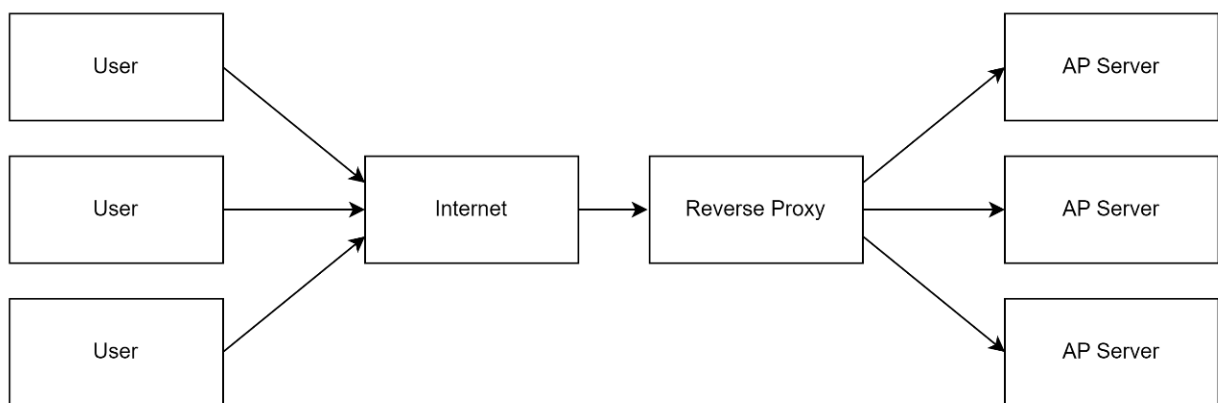 User
AP Server
User
Internet
Reverse Proxy
AP Server
User
AP Server